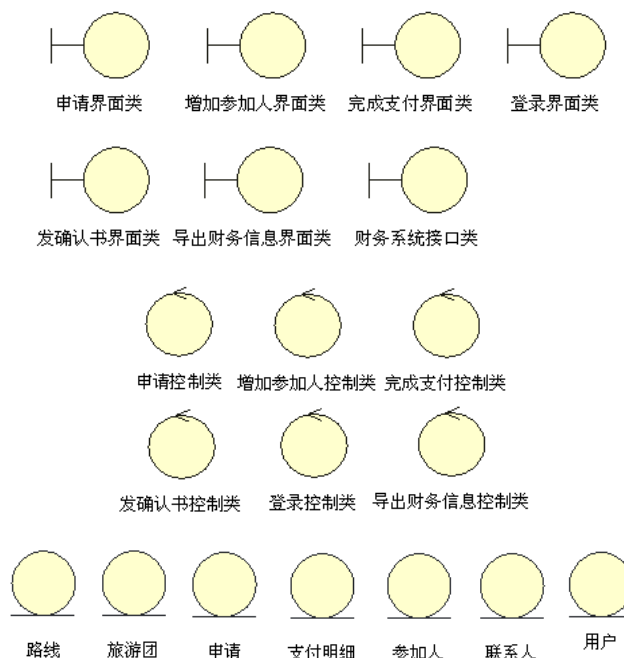 申请界面类 增加参加人界面类 完成支付界面类 登录界面类
发确认书界面类 导出财务信息界面类 财务系统接口类
申请控制类 增加参加人控制类 完成支付控制类
发确认书控制类 登录控制类 导出财务信息控制类
路线 旅游团 申请 支付明细 参加人 联系人 用户